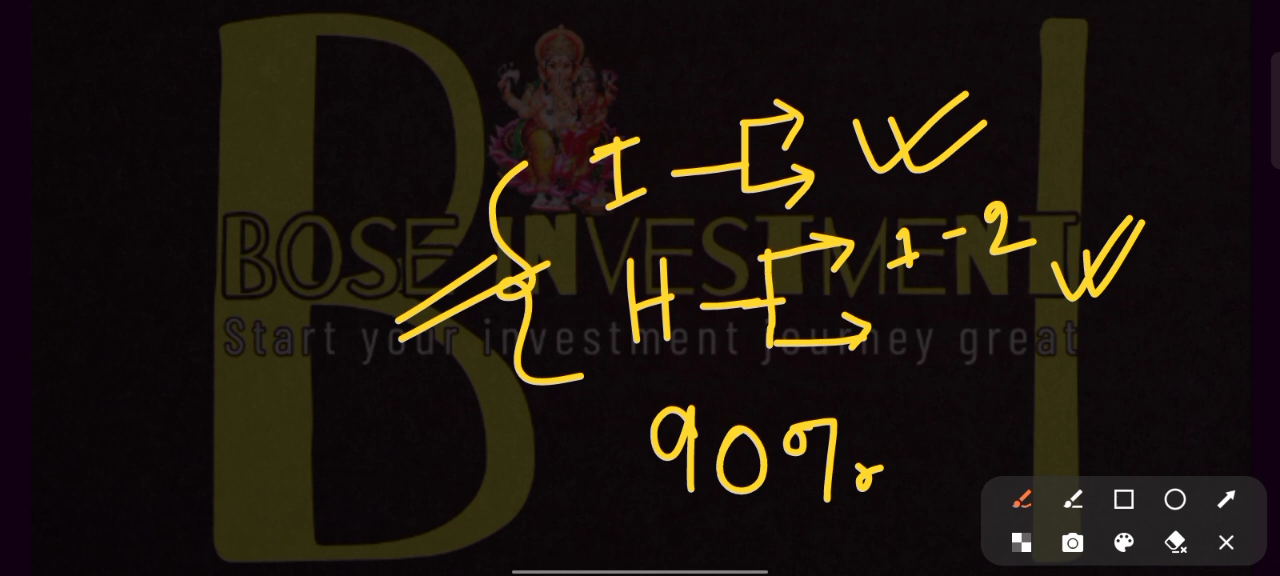 I
H 1-2
BOSE INVESTMENT
Start your investment journey great
90%